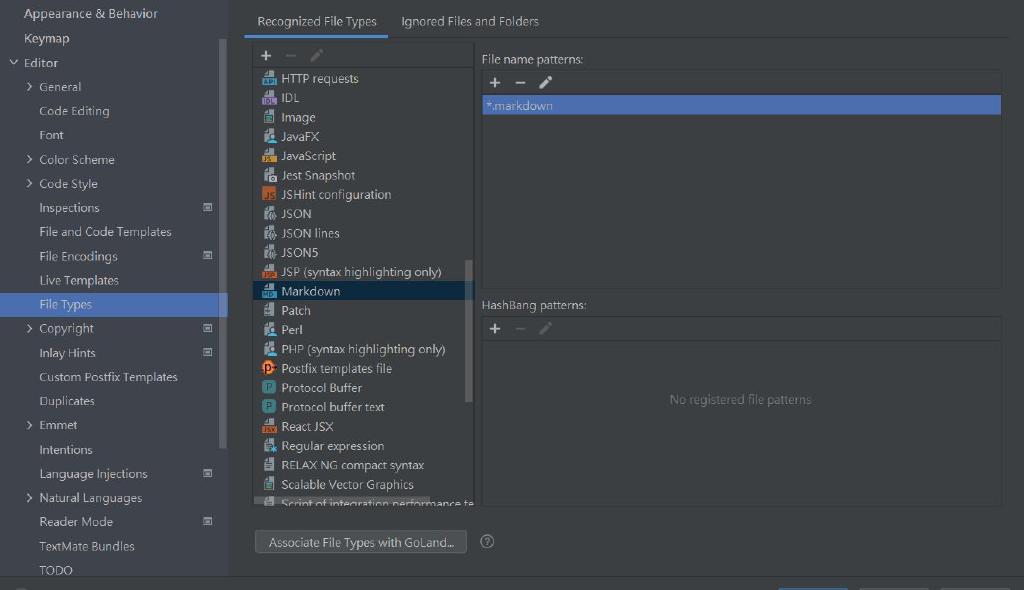 Appearance & Behavior
Keymap
Editor
General
Code Editing
Font
Color Scheme
Code Style
Inspections
File and Code Templates
File Encodings
Live Templates
File Types
Copyright
Inlay Hints
Custom Postfix Templates
Duplicates
Emmet
Intentions
Language Injections
Natural Languages
Reader Mode
TextMate Bundles
TODO
Recognized File Types
Ignored Files and Folders
HTTP requests
IDL
Image
JavaFX
JavaScript
Jest Snapshot
JSHint configuration
JSON
JSON lines
JSON5
JSP (syntax highlighting only)
Markdown
Patch
Perl
PHP (syntax highlighting only)
Postfix templates file
Protocol Buffer
Protocol buffer text
React JSX
Regular expression
RELAX NG compact syntax
Scalable Vector Graphics
Script of integration performance te
Associate File Types with GoLand...
File name patterns:
*.markdown
HashBang patterns:
No registered file patterns